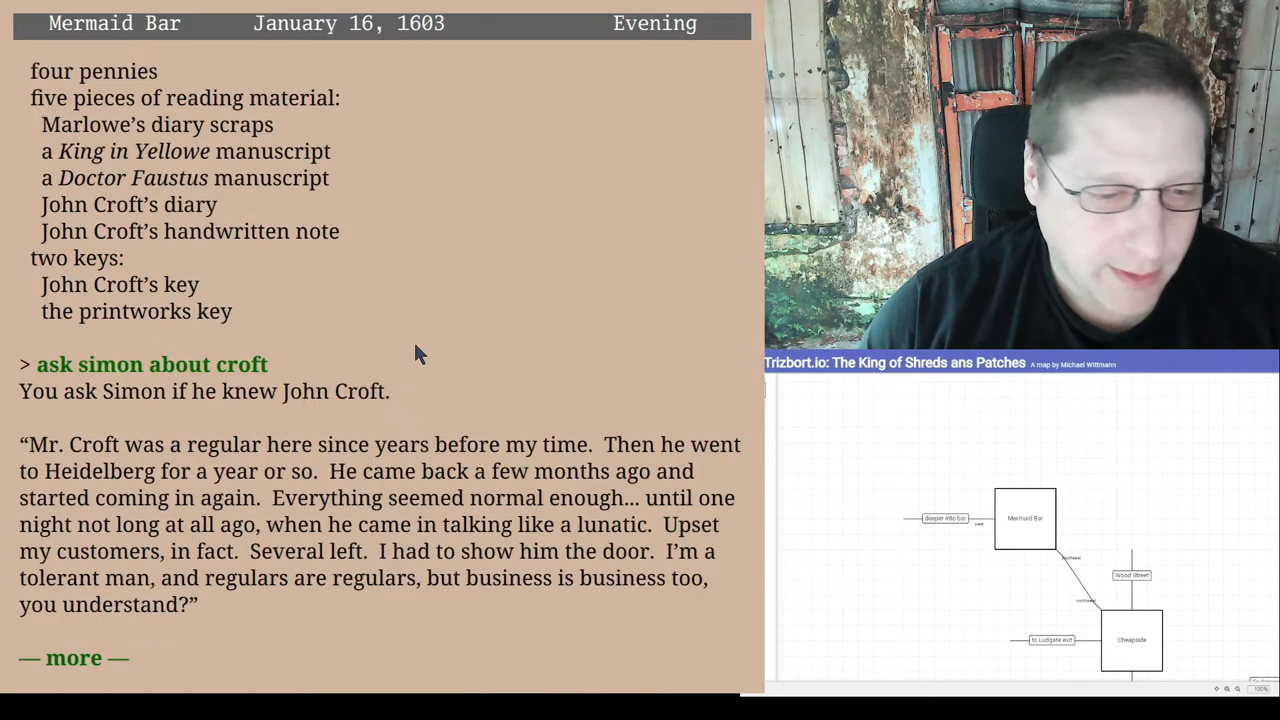 Mermaid Bar January 16, 1603 Evening
four pennies
five pieces of reading material:
Marlowe’s diary scraps
a King in Yellowe manuscript
a Doctor Faustus manuscript
John Croft’s diary
John Croft’s handwritten note
two keys:
John Croft’s key
the printworks key
> ask simon about croft
You ask Simon if he knew John Croft.
“Mr. Croft was a regular here since years before my time. Then he went
to Heidelberg for a year or so. He came back a few months ago and
started coming in again. Everything seemed normal enough... until one
night not long at all ago, when he came in talking like a lunatic. Upset
my customers, in fact. Several left. I had to show him the door. I’m a
tolerant man, and regulars are regulars, but business is business too,
you understand?”
— more —
Trizbort.io: The King of Shreds ans Patches A map by Michael Wittmann
deeper into bar
west
Mermaid Bar
southeast
Wood Street
northwest
to Ludgate exit
Cheapside
100%